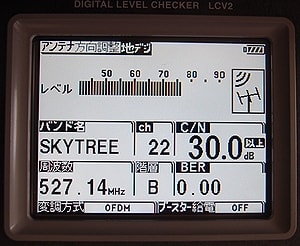 DIGITAL LEVEL CHECKER LCV2
アンテナ方向調整 地デジ
50 60 70 80 90
レベル
バンド名 ch C/N
SKYTREE 22 30.0 以上 dB
周波数 階層 BER
527.14 MHz B 0.00
変調方式 OFDM ブースター給電 OFF